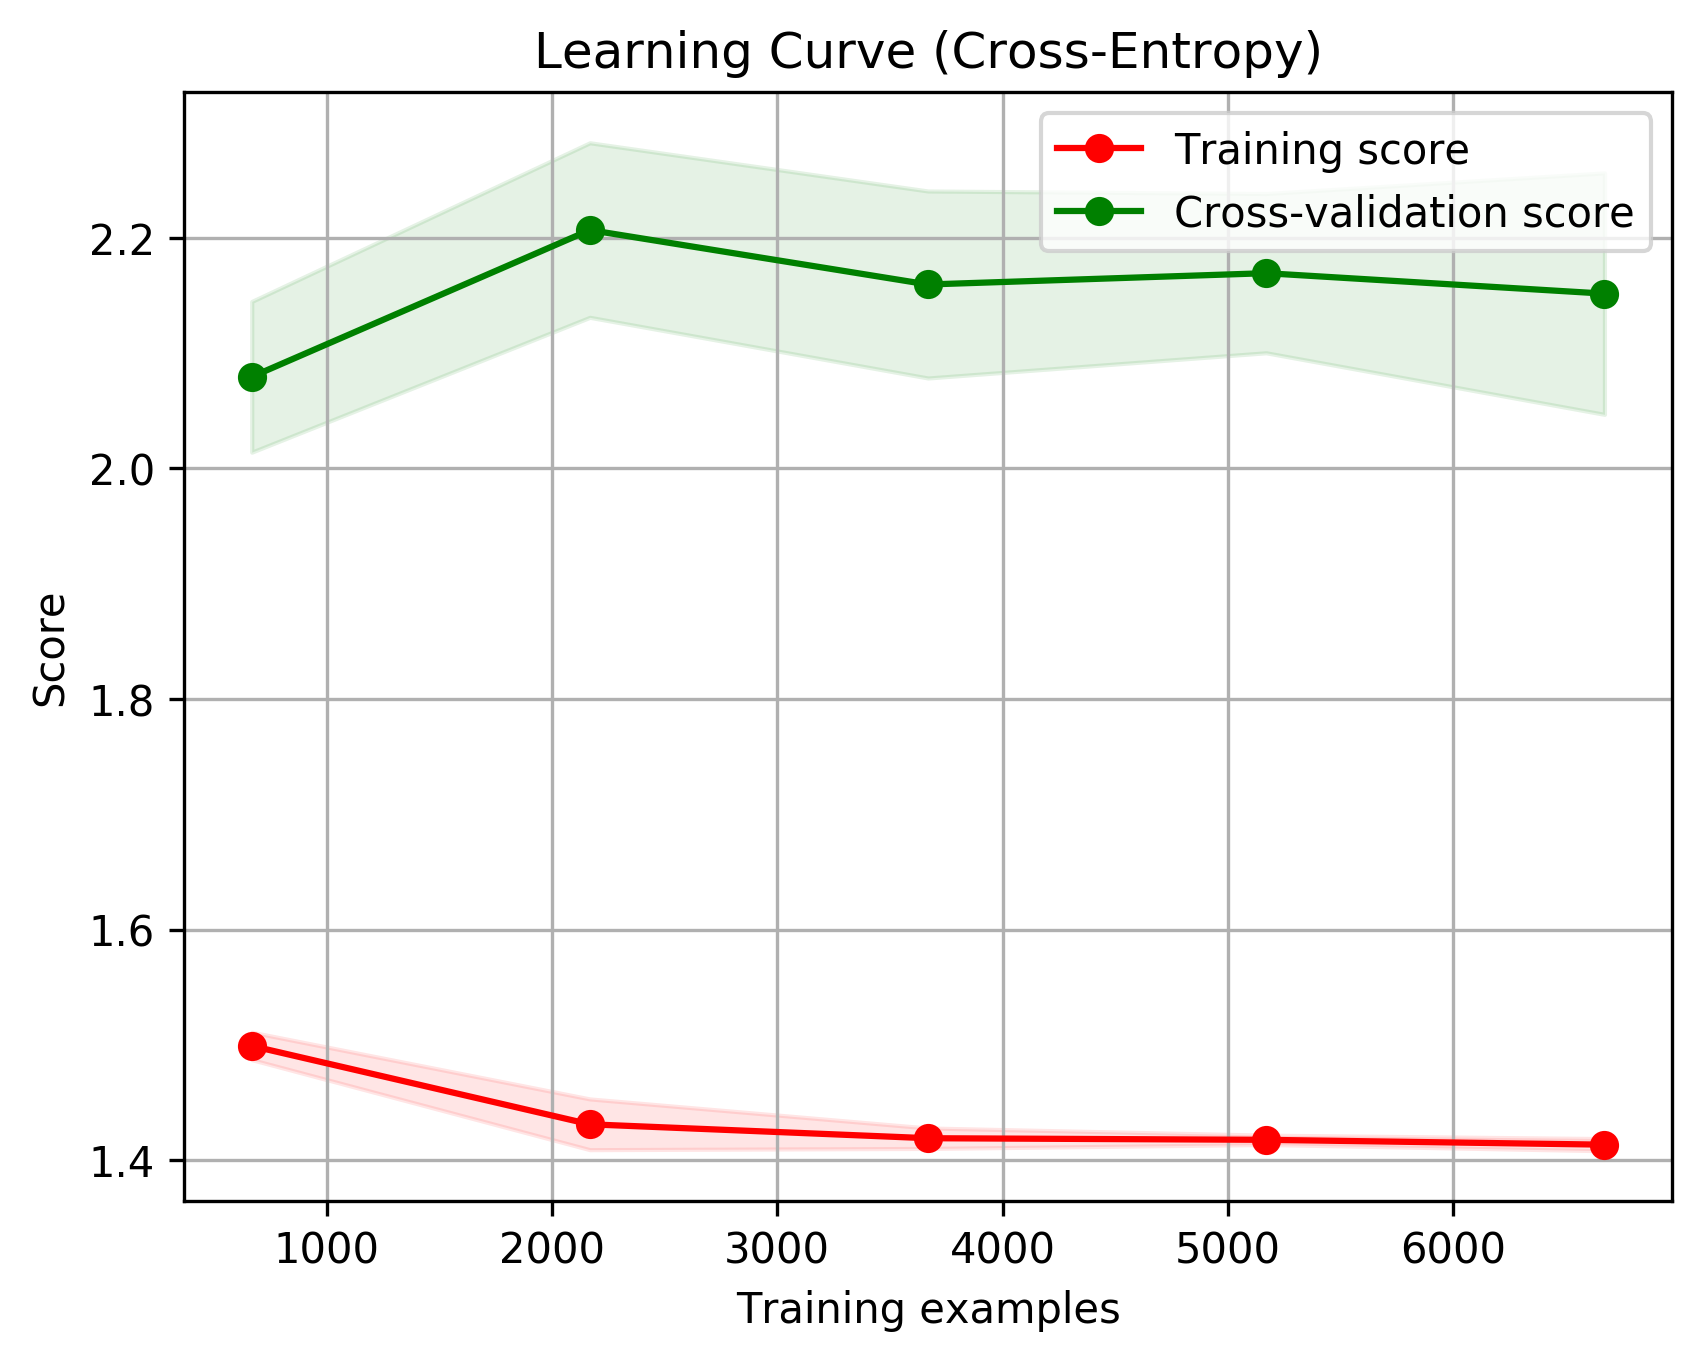 Learning Curve (Cross-Entropy)
Training score
Cross-validation score
2.2
2.0
1.8
1.6
1.4
Score
1000 2000 3000 4000 5000 6000
Training examples